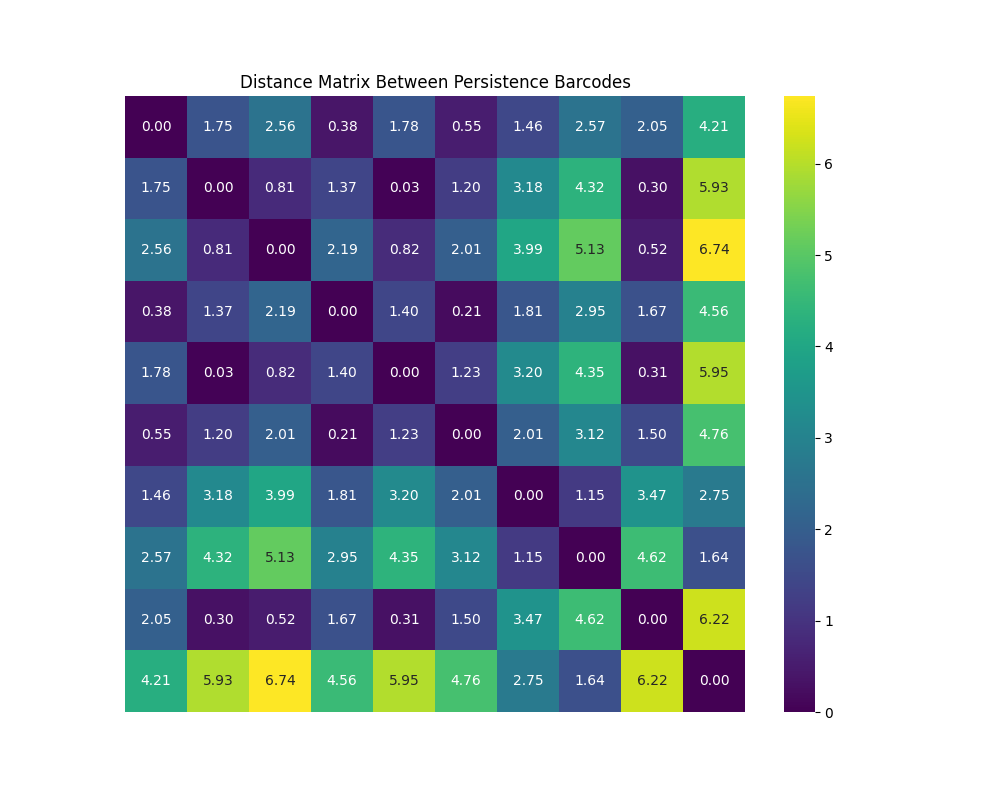 Distance Matrix Between Persistence Barcodes
0.00 1.75 2.56 0.38 1.78 0.55 1.46 2.57 2.05 4.21
1.75 0.00 0.81 1.37 0.03 1.20 3.18 4.32 0.30 5.93
2.56 0.81 0.00 2.19 0.82 2.01 3.99 5.13 0.52 6.74
0.38 1.37 2.19 0.00 1.40 0.21 1.81 2.95 1.67 4.56
1.78 0.03 0.82 1.40 0.00 1.23 3.20 4.35 0.31 5.95
0.55 1.20 2.01 0.21 1.23 0.00 2.01 3.12 1.50 4.76
1.46 3.18 3.99 1.81 3.20 2.01 0.00 1.15 3.47 2.75
2.57 4.32 5.13 2.95 4.35 3.12 1.15 0.00 4.62 1.64
2.05 0.30 0.52 1.67 0.31 1.50 3.47 4.62 0.00 6.22
4.21 5.93 6.74 4.56 5.95 4.76 2.75 1.64 6.22 0.00
6
5
4
3
2
1
0